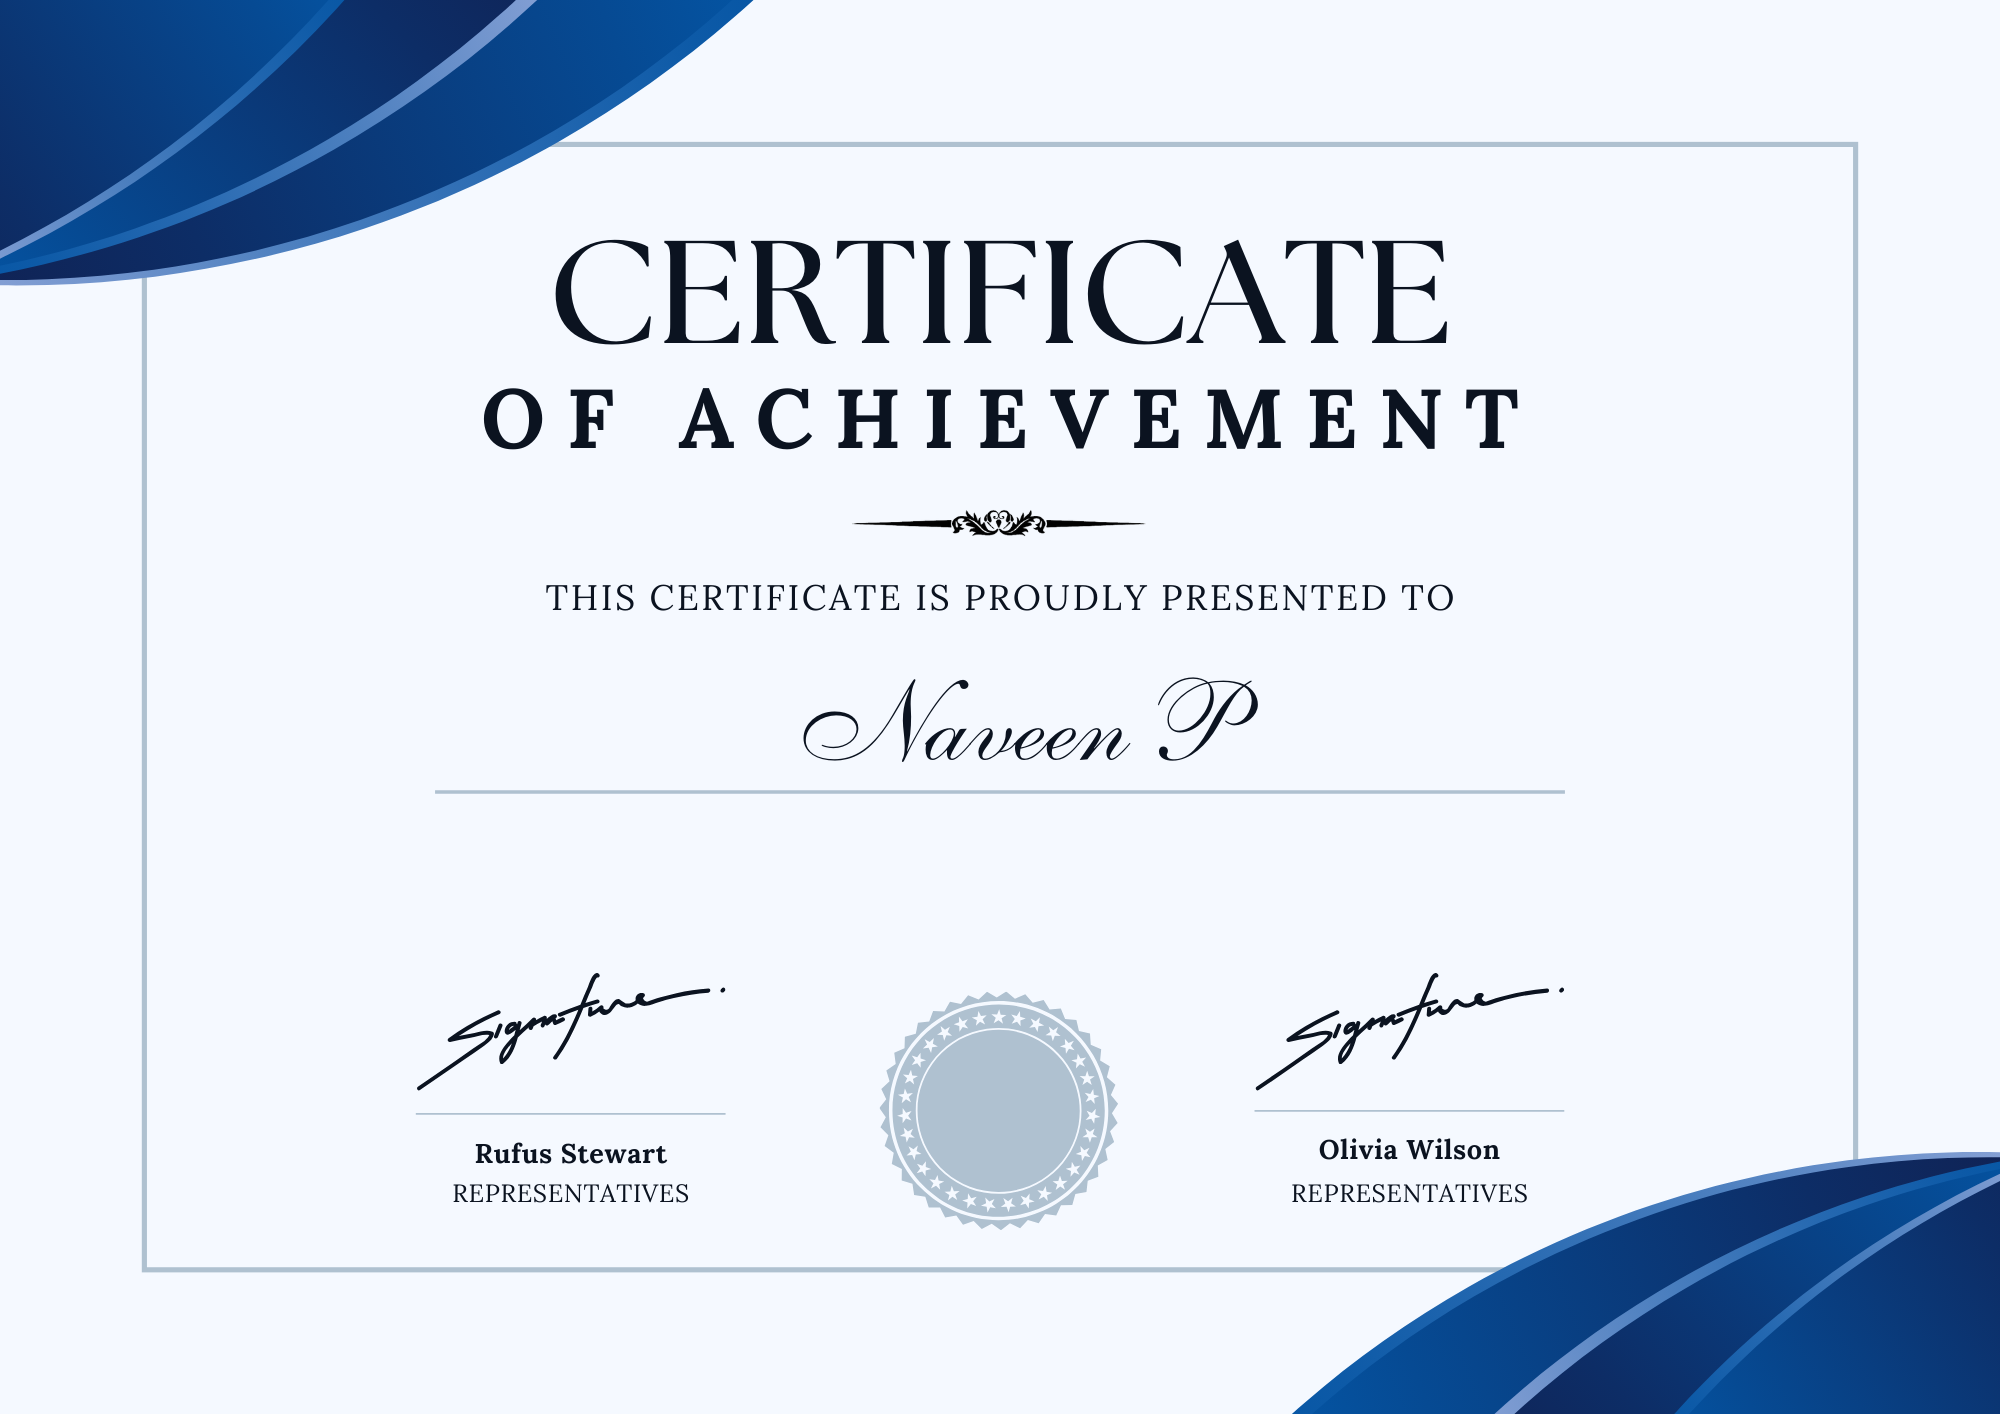 CERTIFICATE
OF ACHIEVEMENT
THIS CERTIFICATE IS PROUDLY PRESENTED TO
Naveen P
Signature Signature
Rufus Stewart Olivia Wilson
REPRESENTATIVES REPRESENTATIVES